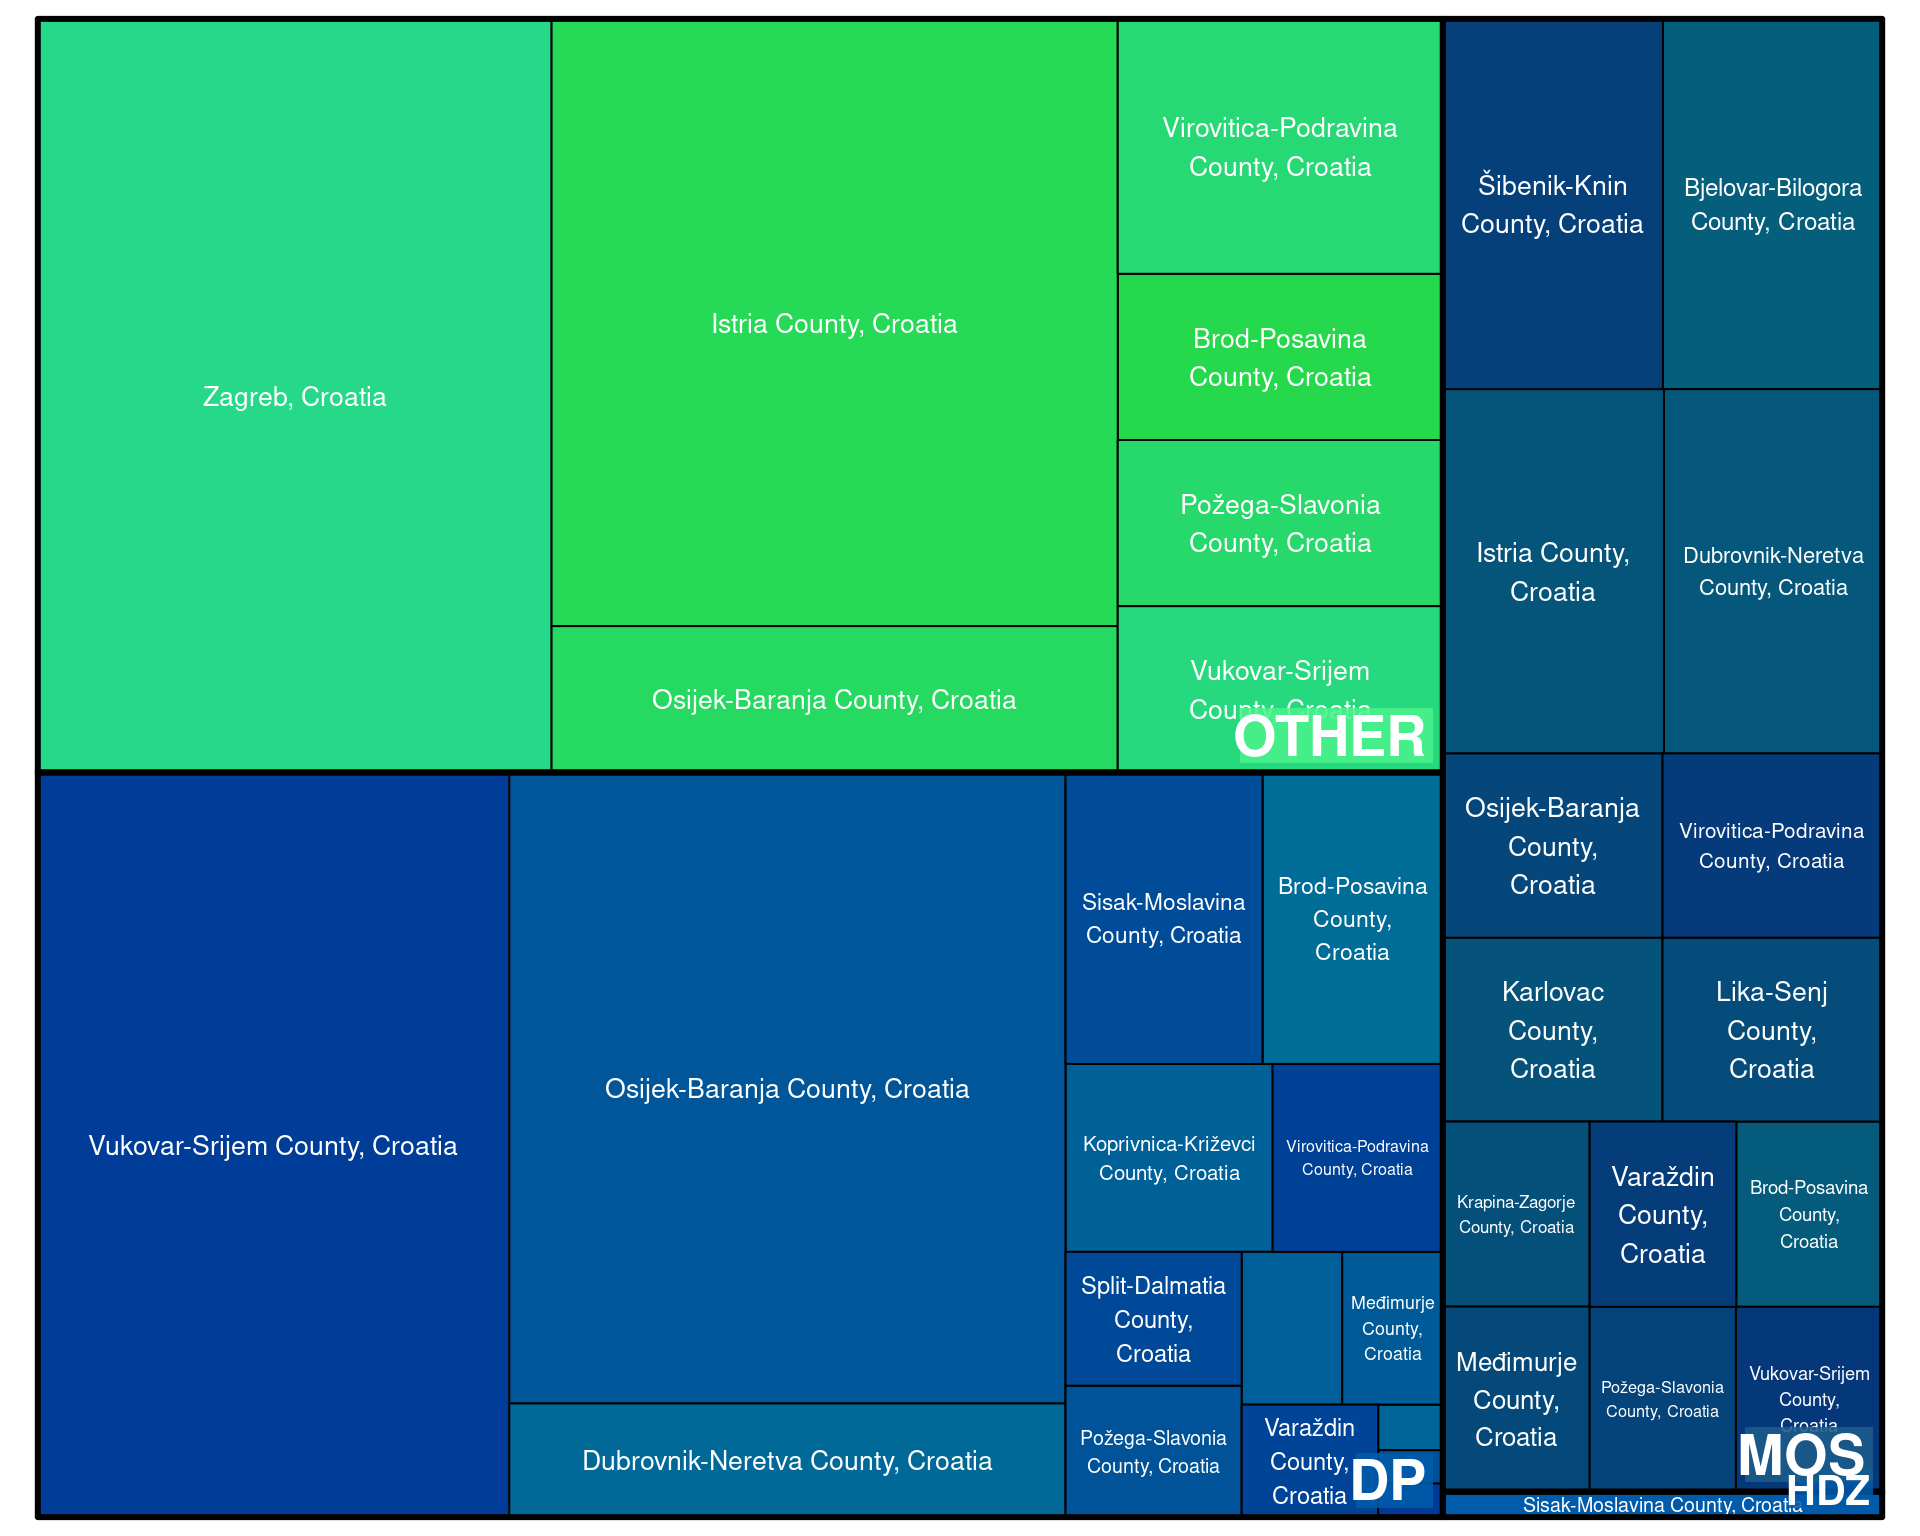 Zagreb, Croatia
Istria County, Croatia
Osijek-Baranja County, Croatia
Virovitica-Podravina
County, Croatia
Brod-Posavina
County, Croatia
Požega-Slavonia
County, Croatia
Vukovar-Srijem
County, Croatia
OTHER
Vukovar-Srijem County, Croatia
Osijek-Baranja County, Croatia
Dubrovnik-Neretva County, Croatia
Sisak-Moslavina
County, Croatia
Brod-Posavina
County,
Croatia
Koprivnica-Križevci
County, Croatia
Virovitica-Podravina
County, Croatia
Split-Dalmatia
County,
Croatia
Međimurje
County,
Croatia
Požega-Slavonia
County, Croatia
Varaždin
County,
Croatia
DP
Šibenik-Knin
County, Croatia
Bjelovar-Bilogora
County, Croatia
Istria County,
Croatia
Dubrovnik-Neretva
County, Croatia
Osijek-Baranja
County,
Croatia
Virovitica-Podravina
County, Croatia
Karlovac
County,
Croatia
Lika-Senj
County,
Croatia
Krapina-Zagorje
County, Croatia
Varaždin
County,
Croatia
Brod-Posavina
County,
Croatia
Međimurje
County,
Croatia
Požega-Slavonia
County, Croatia
Vukovar-Srijem
County,
Croatia
MOS
HDZ
Sisak-Moslavina County, Croatia